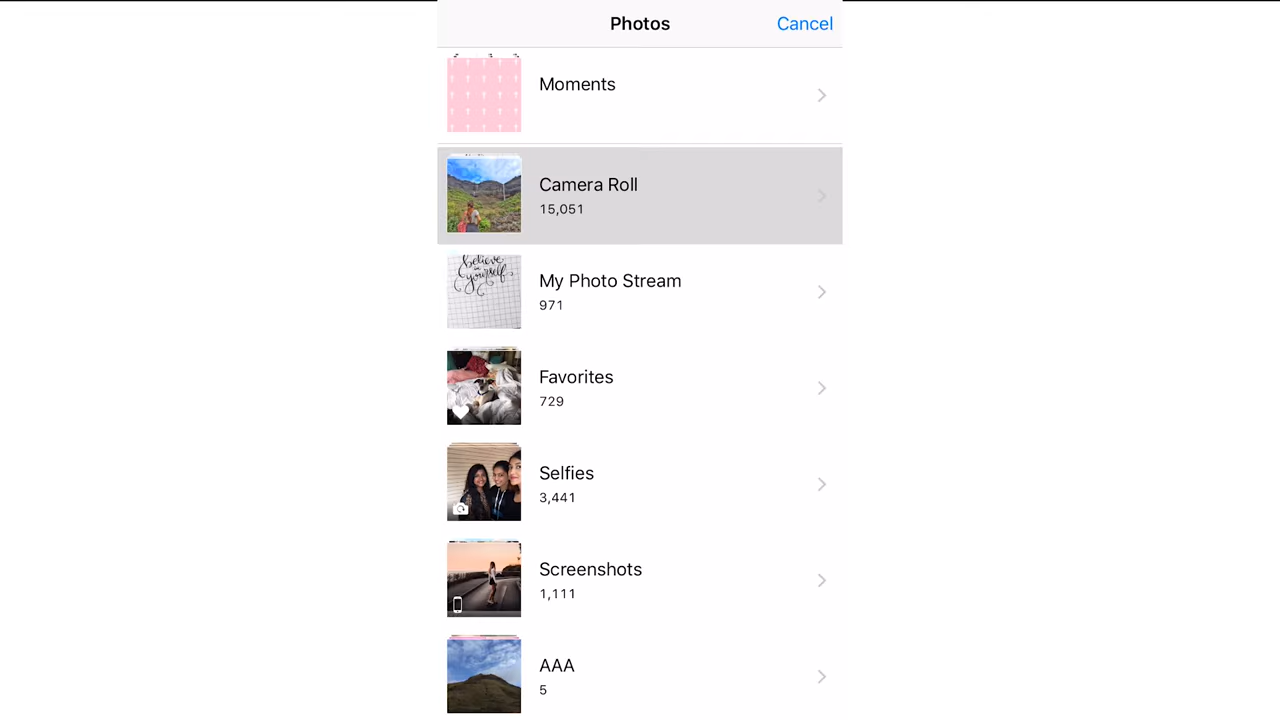 Photos
Cancel
Moments
Camera Roll
15,051
believe
in
yourself
My Photo Stream
971
Favorites
729
Selfies
3,441
Screenshots
1,111
AAA
5